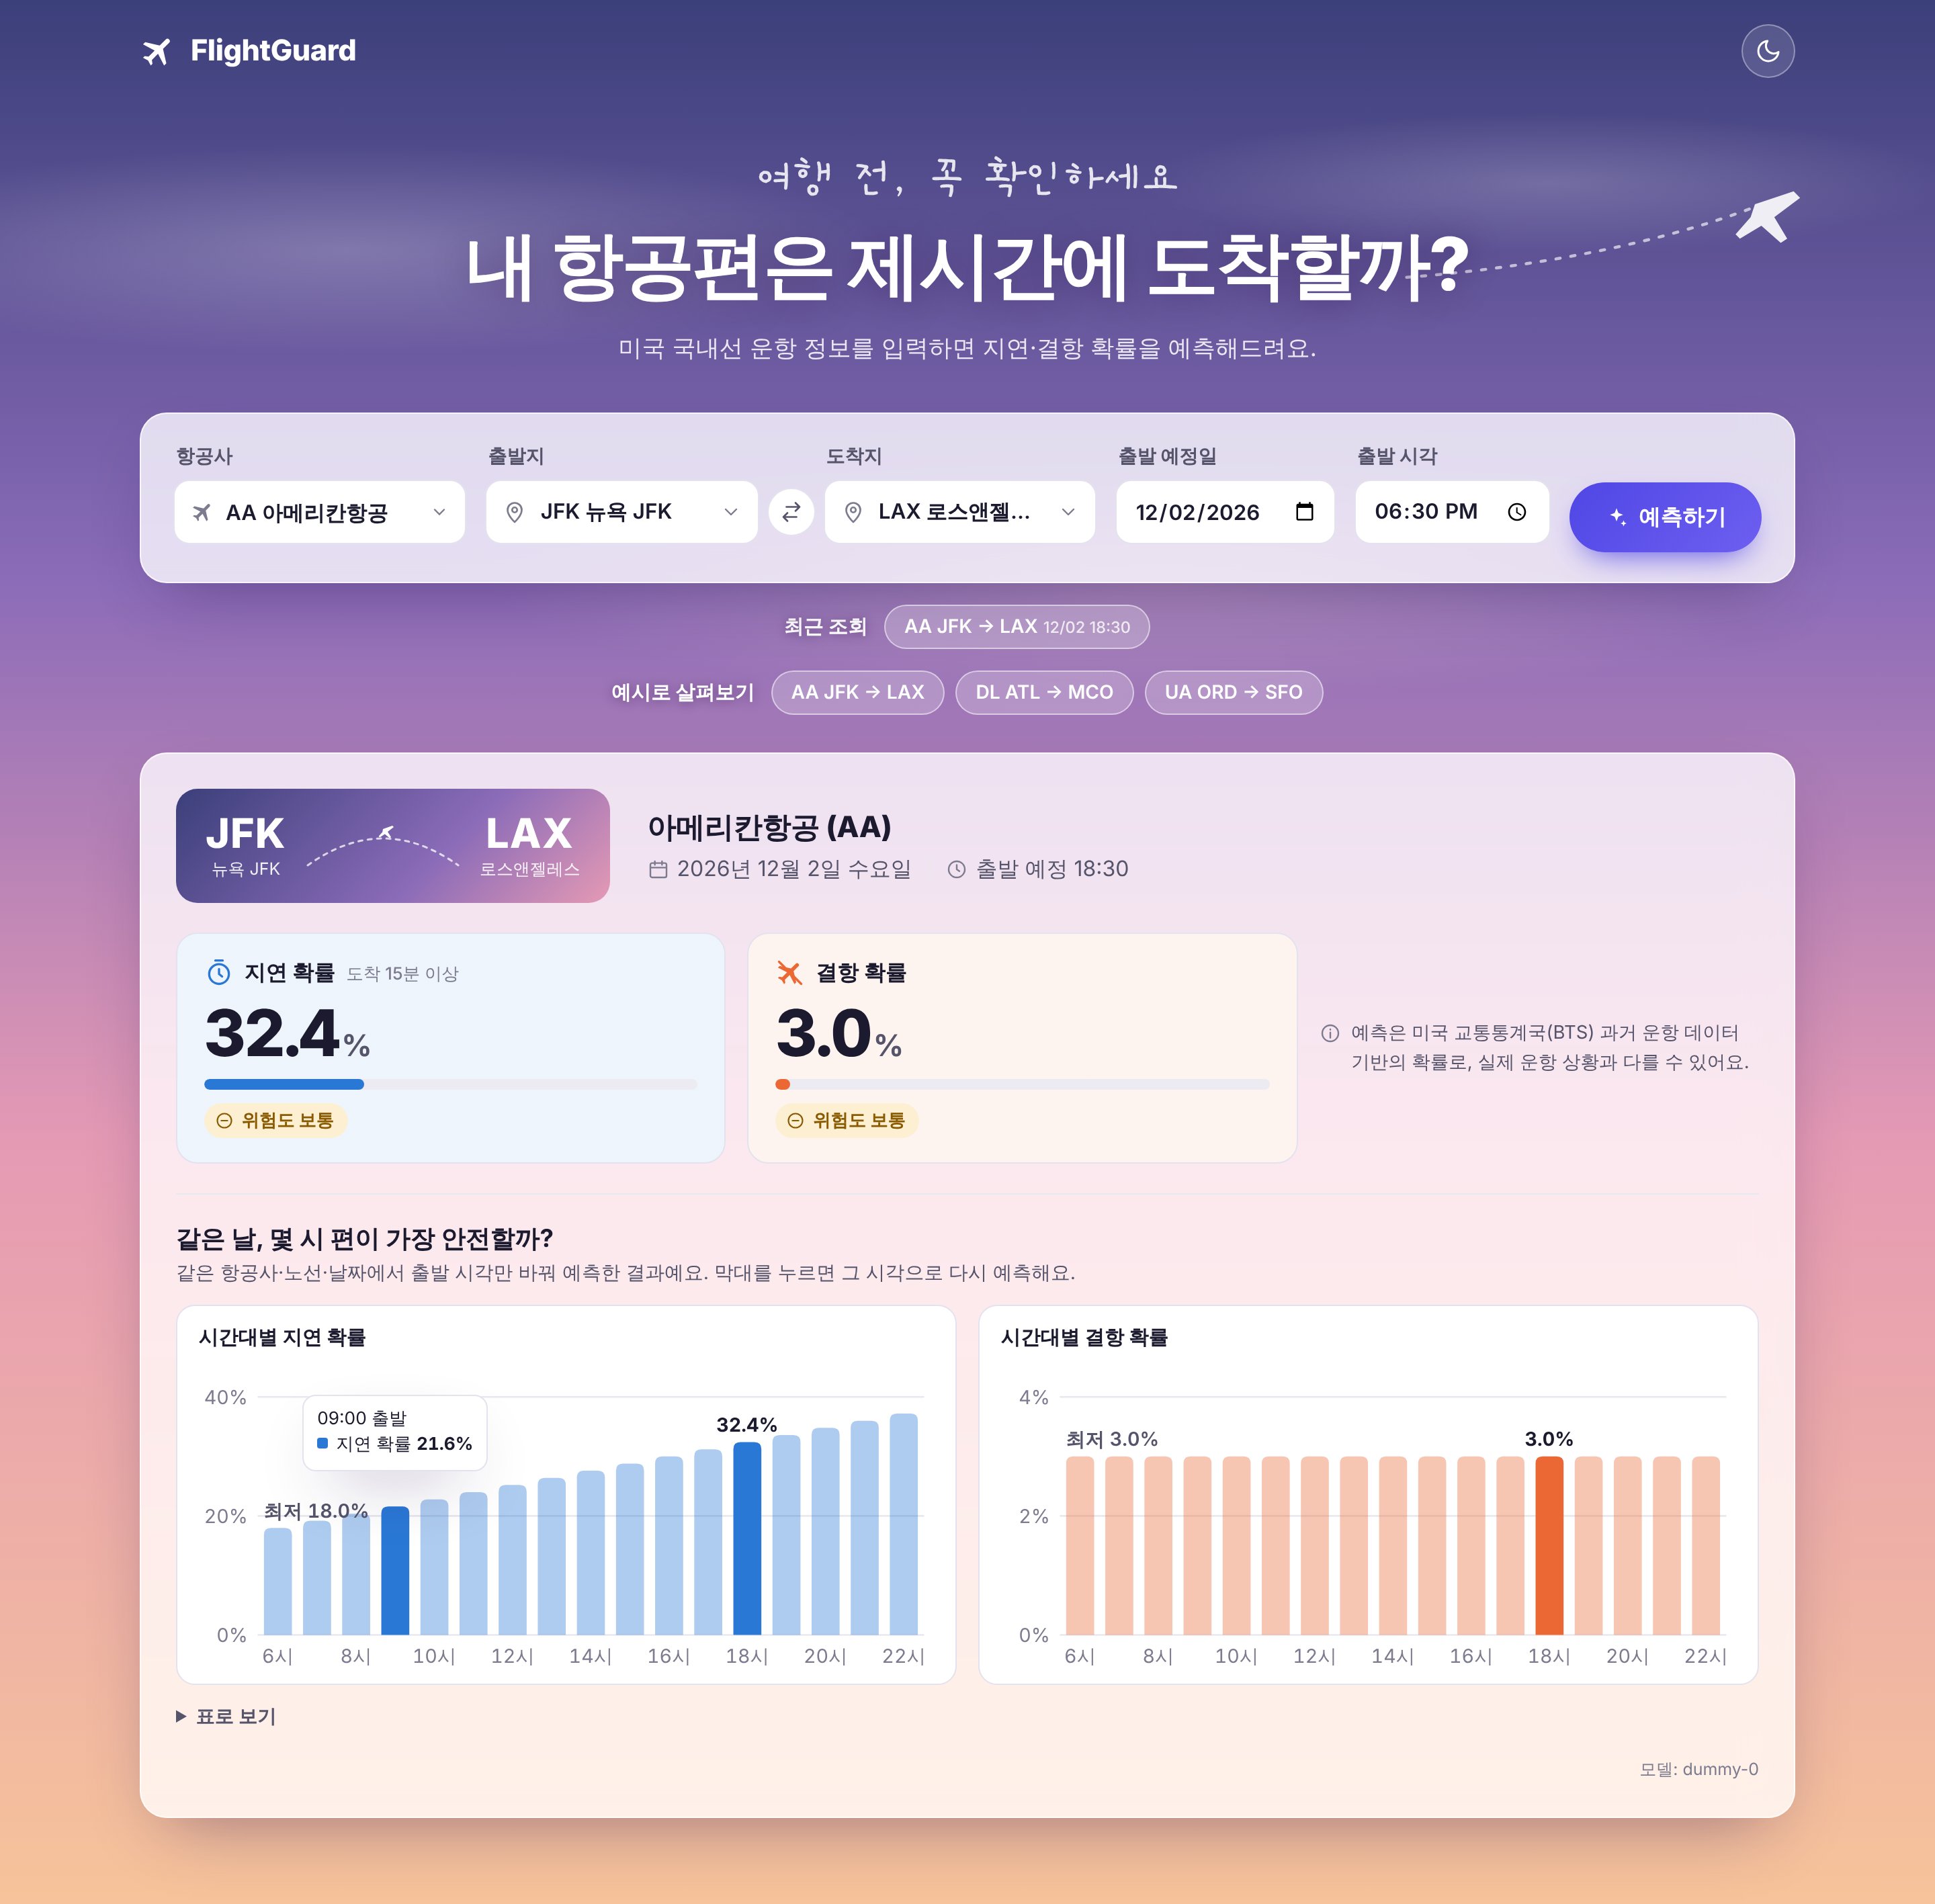 FlightGuard
여행 전, 꼭 확인하세요
내 항공편은 제시간에 도착할까?
미국 국내선 운항 정보를 입력하면 지연·결항 확률을 예측해드려요.
항공사 출발지 도착지 출발 예정일 출발 시각
AA 아메리칸항공 JFK 뉴욕 JFK LAX 로스앤젤... 12/02/2026 06:30 PM 예측하기
최근 조회 AA JFK → LAX 12/02 18:30
예시로 살펴보기 AA JFK → LAX DL ATL → MCO UA ORD → SFO
JFK LAX
뉴욕 JFK 로스앤젤레스
아메리칸항공 (AA)
2026년 12월 2일 수요일 출발 예정 18:30
지연 확률 도착 15분 이상
32.4%
위험도 보통
결항 확률
3.0%
위험도 보통
예측은 미국 교통통계국(BTS) 과거 운항 데이터
기반의 확률로, 실제 운항 상황과 다를 수 있어요.
같은 날, 몇 시 편이 가장 안전할까?
같은 항공사·노선·날짜에서 출발 시각만 바꿔 예측한 결과예요. 막대를 누르면 그 시각으로 다시 예측해요.
시간대별 지연 확률
40%
09:00 출발
지연 확률 21.6%
32.4%
최저 18.0%
20%
0%
6시 8시 10시 12시 14시 16시 18시 20시 22시
시간대별 결항 확률
4%
최저 3.0% 3.0%
2%
0%
6시 8시 10시 12시 14시 16시 18시 20시 22시
표로 보기
모델: dummy-0